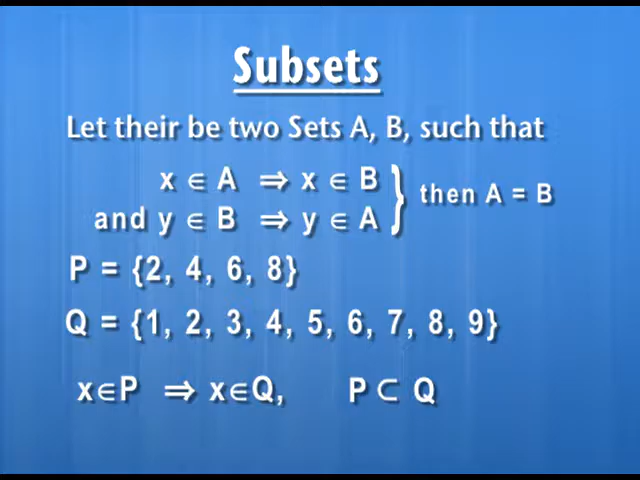 Subsets
Let their be two Sets A, B, such that
x ∈ A ⇒ x ∈ B
and y ∈ B ⇒ y ∈ A } then A = B
P = {2, 4, 6, 8}
Q = {1, 2, 3, 4, 5, 6, 7, 8, 9}
x∈P ⇒ x∈Q, P ⊂ Q